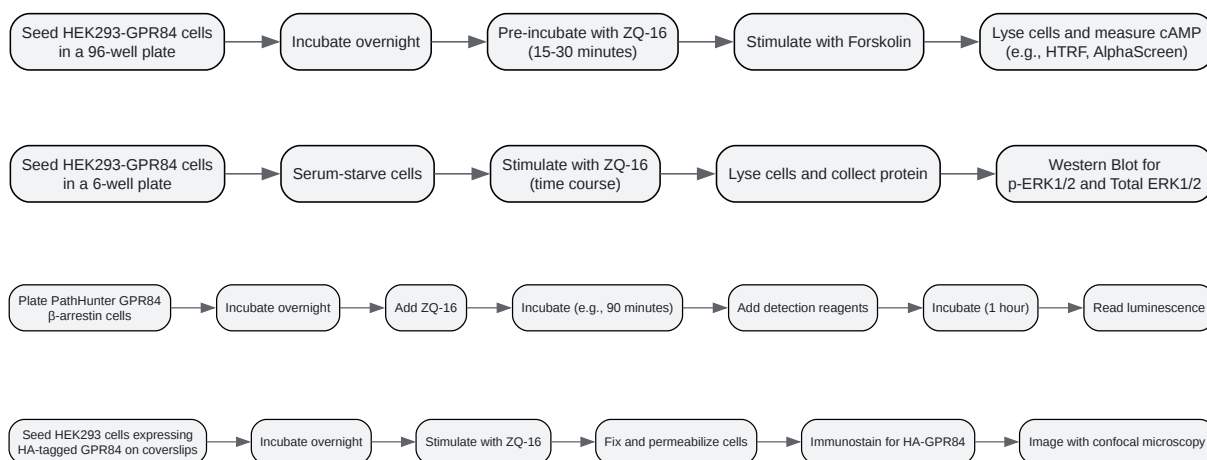 Seed HEK293-GPR84 cells
in a 96-well plate
Incubate overnight
Pre-incubate with ZQ-16
(15-30 minutes)
Stimulate with Forskolin
Lyse cells and measure cAMP
(e.g., HTRF, AlphaScreen)
Seed HEK293-GPR84 cells
in a 6-well plate
Serum-starve cells
Stimulate with ZQ-16
(time course)
Lyse cells and collect protein
Western Blot for
p-ERK1/2 and Total ERK1/2
Plate PathHunter GPR84
β-arrestin cells
Incubate overnight
Add ZQ-16
Incubate (e.g., 90 minutes)
Add detection reagents
Incubate (1 hour)
Read luminescence
Seed HEK293 cells expressing
HA-tagged GPR84 on coverslips
Incubate overnight
Stimulate with ZQ-16
Fix and permeabilize cells
Immunostain for HA-GPR84
Image with confocal microscopy